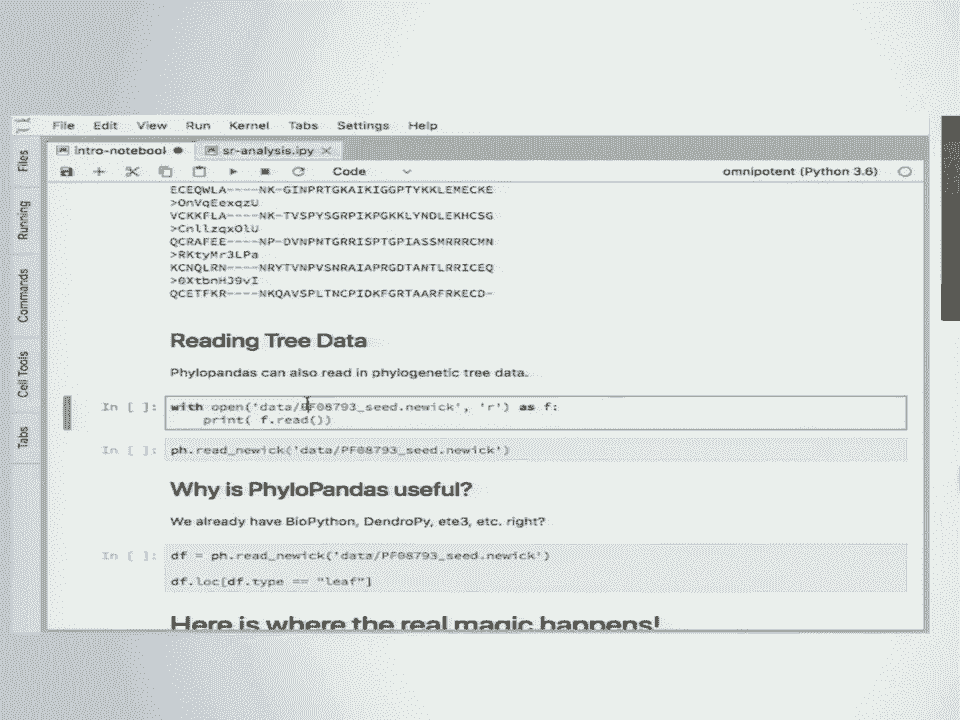 File Edit View Run Kernel Tabs Settings Help
intro-notebook sr-analysis.ipy
Code omnipotent (Python 3.6)
Files
Running
Commands
Cell Tools
Tabs
ECEQWLA----NK-GINPRTGKAIKIGGPTYKKLEMECKE
>OnVqEexqzU
VCKKFLA----NK-TVSPYSGRPIKPGKKLYNDLEKHCSG
>CnllzqxOlU
QCRAFEE----NP-DVNPNTGRRISPTGPIASSMRRRCMN
>RKtyMr3LPa
KCNQLRN----NRYTVNPVSNRAIAPRGDTANTLRRICEQ
>0XtbnHJ9vI
QCETFKR----NKQAVSPLTNCPIDKFGRTAARFRKECD-
Reading Tree Data
Phylopandas can also read in phylogenetic tree data.
In [ ]: with open('data/PF08793_seed.newick', 'r') as f:
print( f.read())
In [ ]: ph.read_newick('data/PF08793_seed.newick')
Why is PhyloPandas useful?
We already have BioPython, DendroPy, ete3, etc. right?
In [ ]: df = ph.read_newick('data/PF08793_seed.newick')
df.loc[df.type == "leaf"]
Here is where the real magic happens!